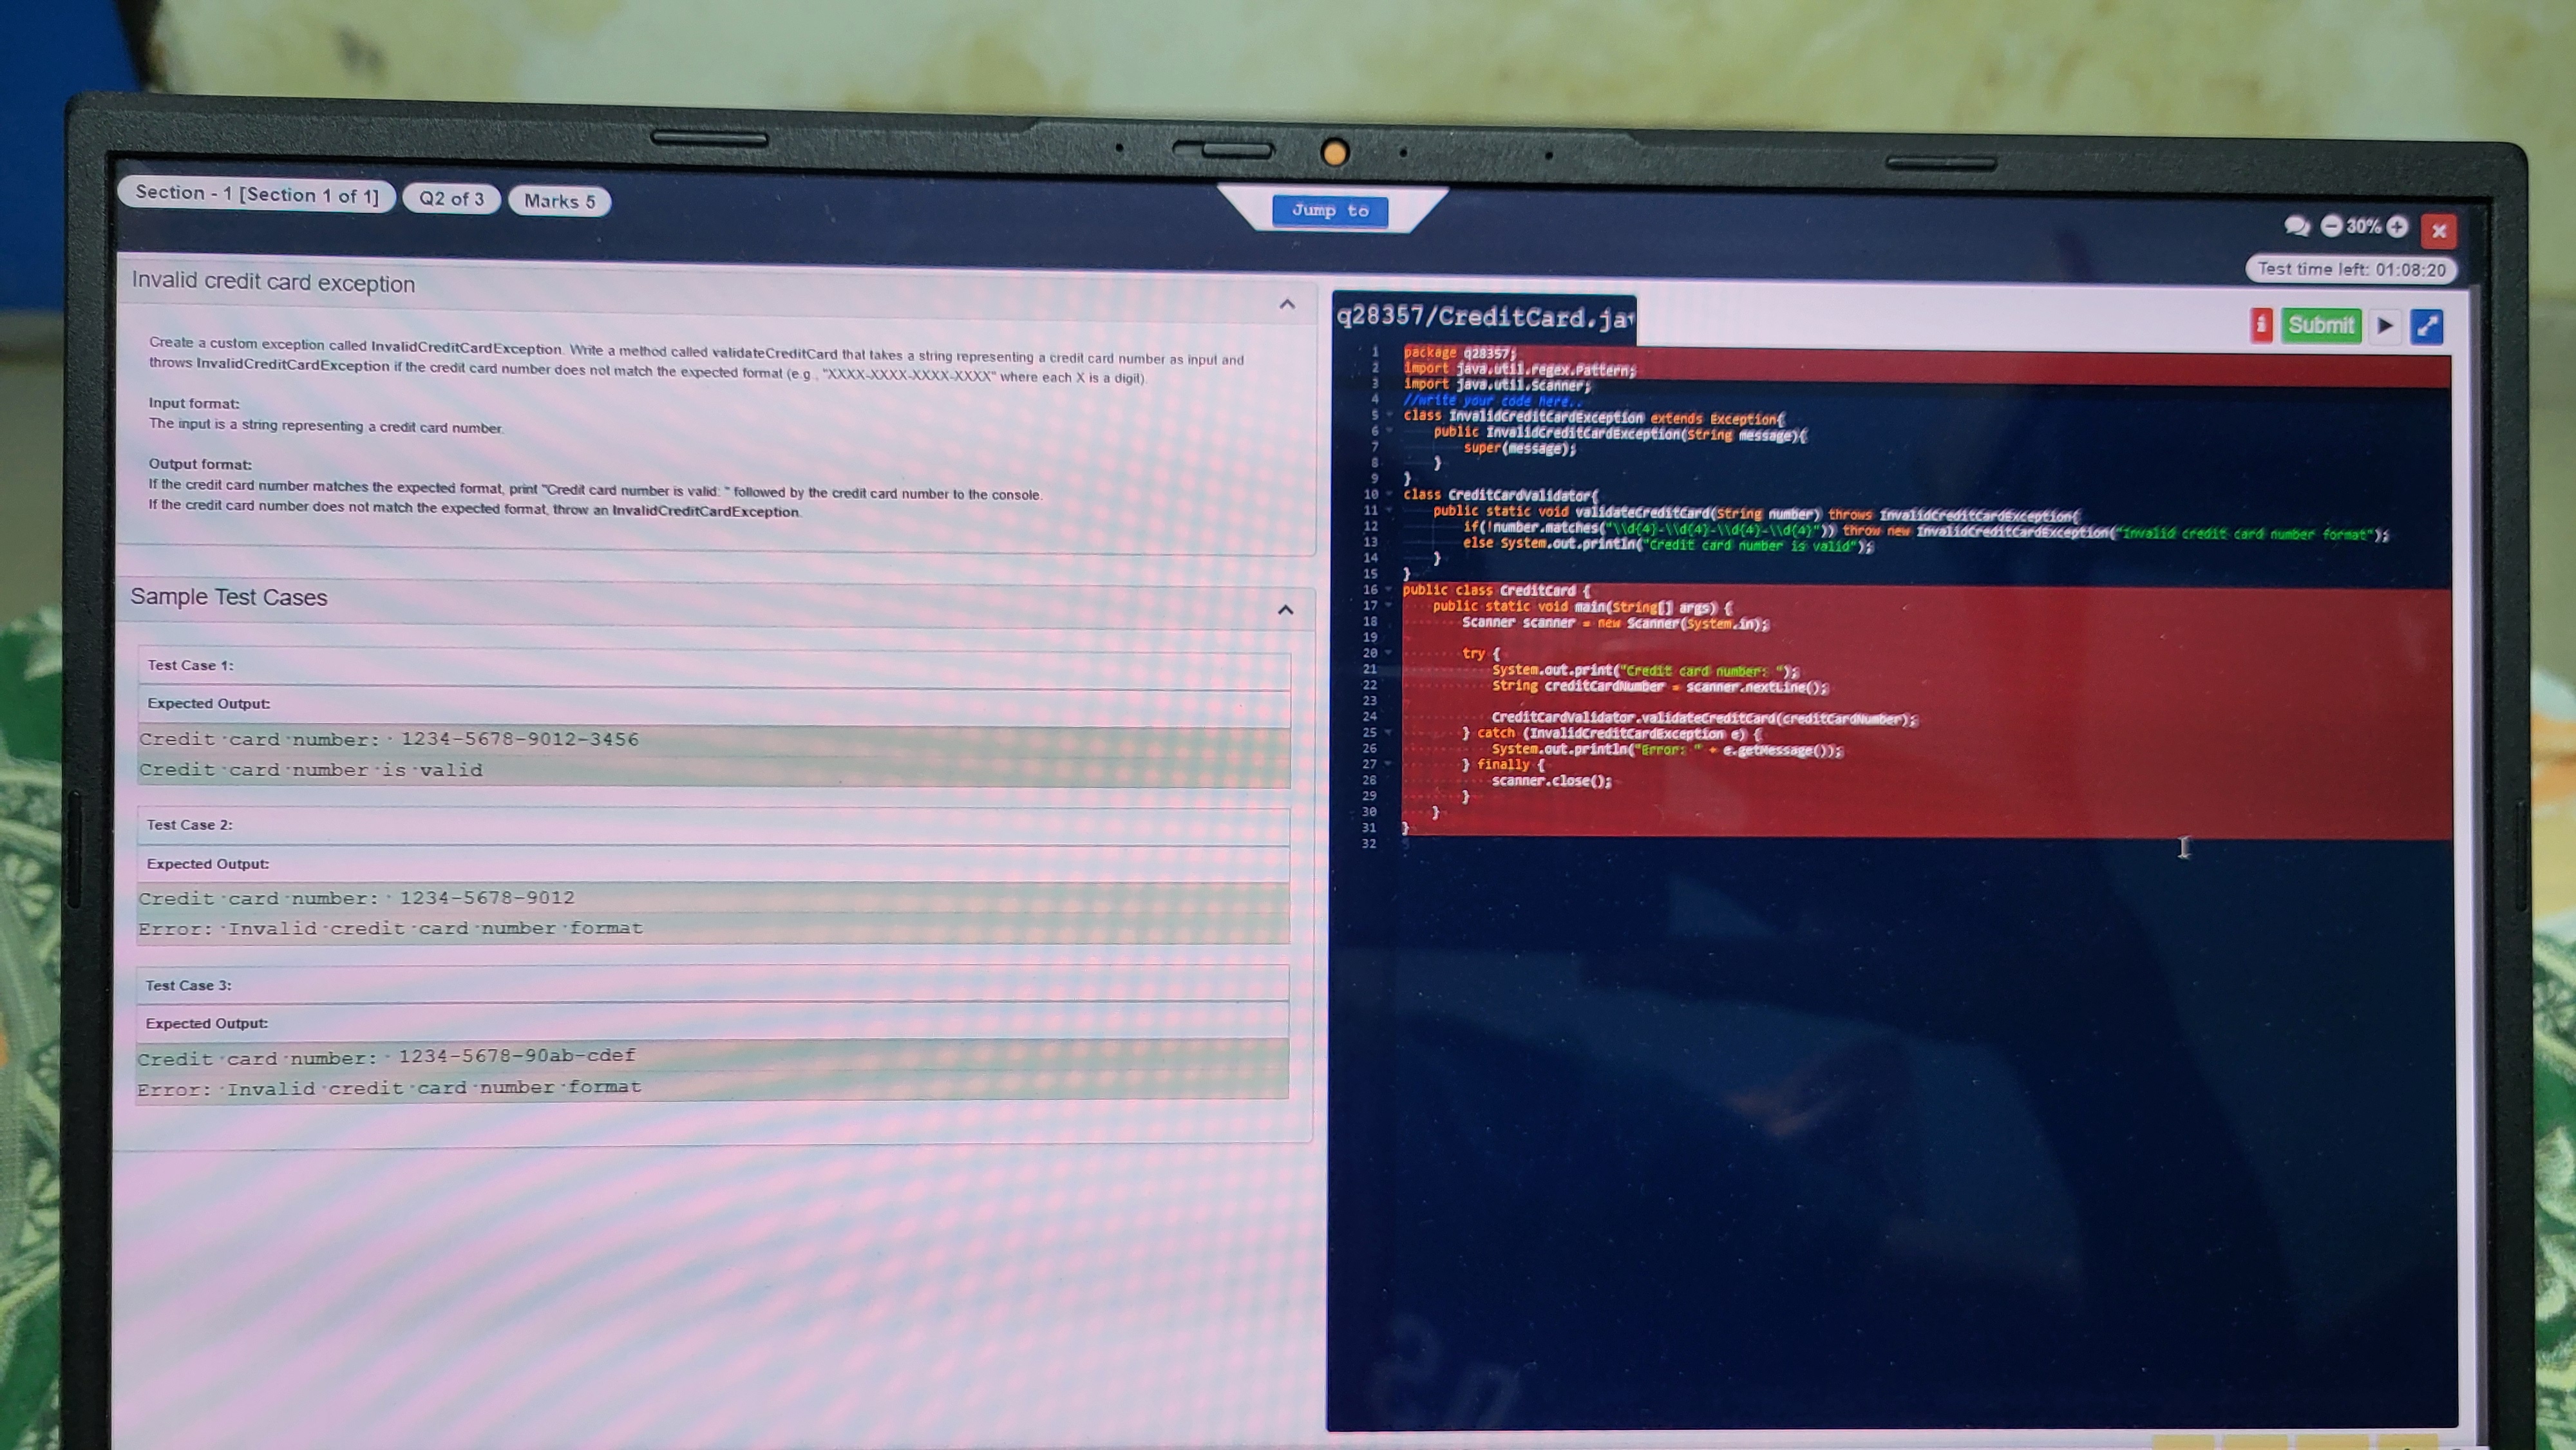 Section - 1 [Section 1 of 1] Q2 of 3 Marks 5
Jump to
30%
Test time left: 01:08:20
Invalid credit card exception
Create a custom exception called InvalidCreditCardException. Write a method called validateCreditCard that takes a string representing a credit card number as input and
throws InvalidCreditCardException if the credit card number does not match the expected format (e.g., "XXXX-XXXX-XXXX-XXXX" where each X is a digit).
Input format:
The input is a string representing a credit card number.
Output format:
If the credit card number matches the expected format, print "Credit card number is valid: " followed by the credit card number to the console.
If the credit card number does not match the expected format, throw an InvalidCreditCardException.
Sample Test Cases
Test Case 1:
Expected Output:
Credit·card·number:· 1234-5678-9012-3456
Credit·card·number·is·valid
Test Case 2:
Expected Output:
Credit·card·number:· 1234-5678-9012
Error:·Invalid·credit·card·number·format
Test Case 3:
Expected Output:
Credit·card·number:· 1234-5678-90ab-cdef
Error:·Invalid·credit·card·number·format
q28357/CreditCard.ja
Submit
1 package q28357;
2 import java.util.regex.Pattern;
3 import java.util.Scanner;
4 //write your code here..
5 class InvalidCreditCardException extends Exception{
6 public InvalidCreditCardException(String message){
7 super(message);
8 }
9 }
10 class CreditCardValidator{
11 public static void validateCreditCard(String number) throws InvalidCreditCardException{
12 if(!number.matches("\\d{4}-\\d{4}-\\d{4}-\\d{4}")) throw new InvalidCreditCardException("Invalid credit card number format");
13 else System.out.println("Credit card number is valid");
14 }
15 }
16 public class CreditCard {
17 public static void main(String[] args) {
18 Scanner scanner = new Scanner(System.in);
19
20 try {
21 System.out.print("Credit card number: ");
22 String creditCardNumber = scanner.nextLine();
23
24 CreditCardValidator.validateCreditCard(creditCardNumber);
25 } catch (InvalidCreditCardException e) {
26 System.out.println("Error: " + e.getMessage());
27 } finally {
28 scanner.close();
29 }
30 }
31 }
32